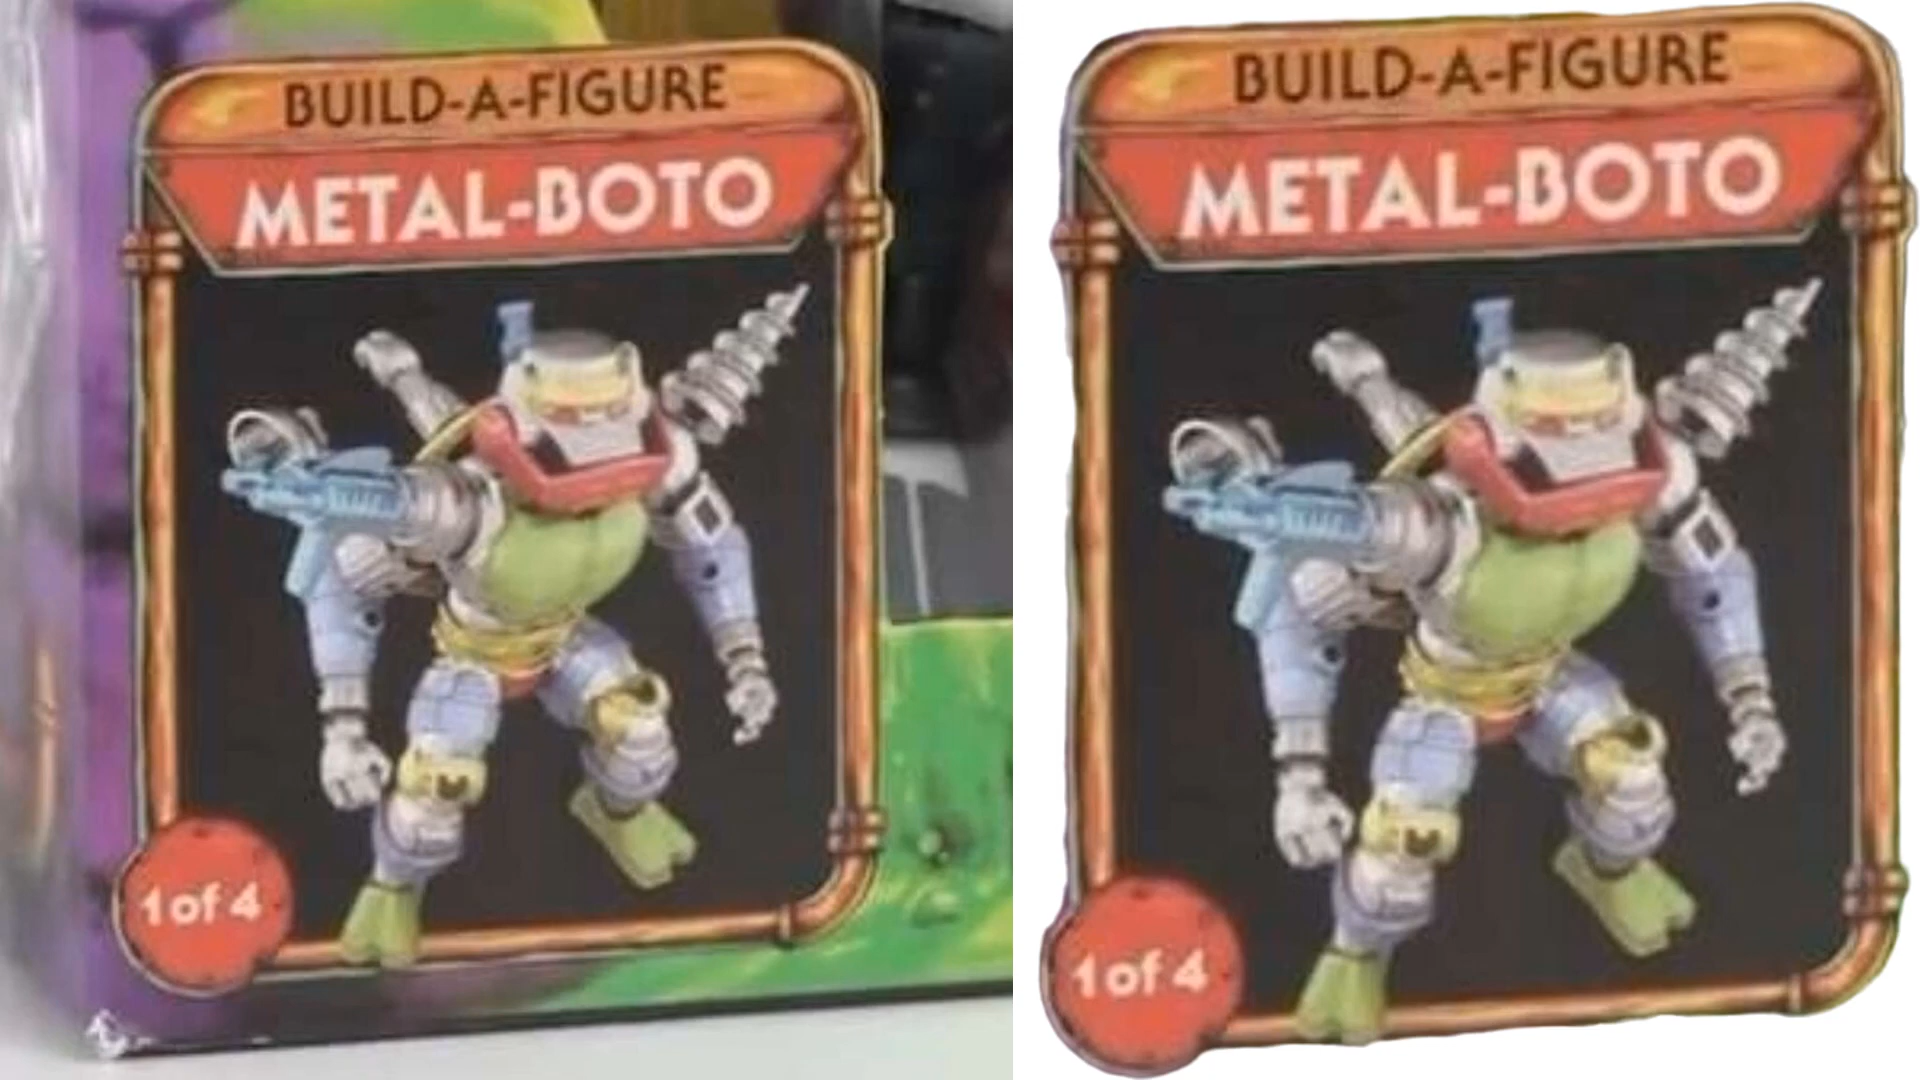 BUILD-A-FIGURE
METAL-BOTO
1 of 4
BUILD-A-FIGURE
METAL-BOTO
1 of 4